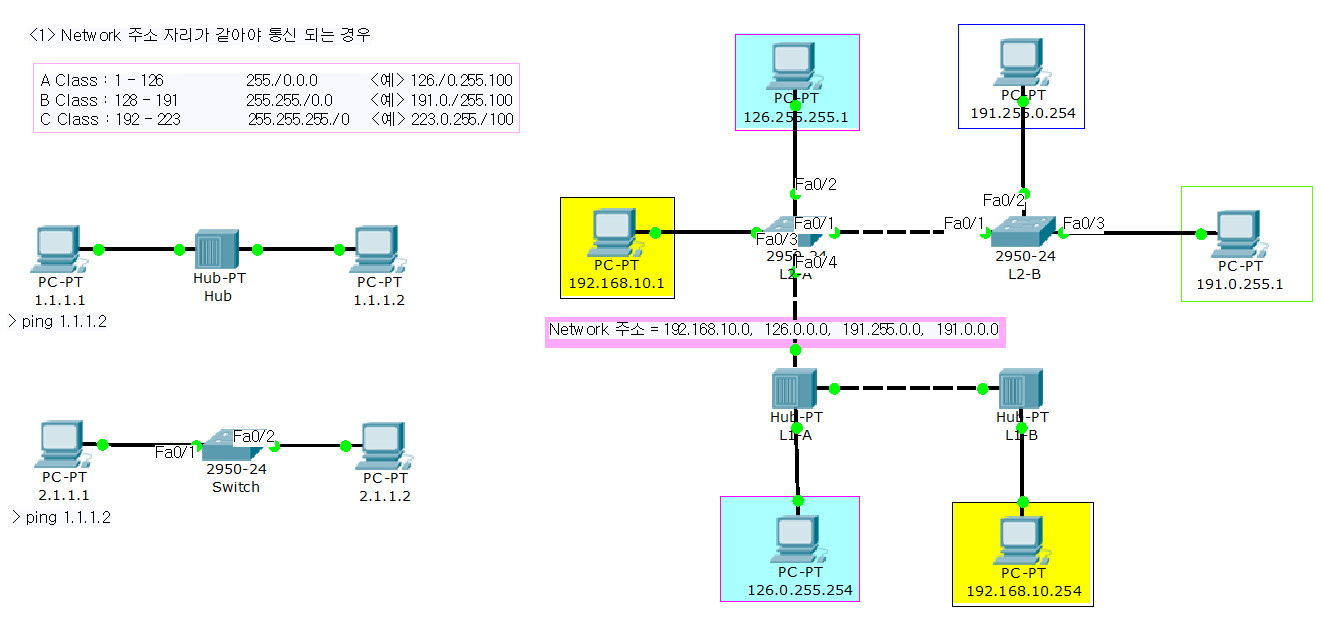 <1> Network 주소 자리가 같아야 통신 되는 경우
A Class : 1 - 126 255./0.0.0 <예> 126./0.255.100
B Class : 128 - 191 255.255./0.0 <예> 191.0./255.100
C Class : 192 - 223 255.255.255./0 <예> 223.0.255./100
PC-PT
1.1.1.1
Hub-PT
Hub
PC-PT
1.1.1.2
> ping 1.1.1.2
PC-PT
2.1.1.1
Fa0/1
Fa0/2
2950-24
Switch
PC-PT
2.1.1.2
> ping 1.1.1.2
PC-PT
126.255.255.1
PC-PT
191.255.0.254
Fa0/2
Fa0/1
Fa0/3
Fa0/4
2950-24
L2-A
PC-PT
192.168.10.1
Fa0/2
Fa0/1
Fa0/3
2950-24
L2-B
PC-PT
191.0.255.1
Network 주소 = 192.168.10.0, 126.0.0.0, 191.255.0.0, 191.0.0.0
Hub-PT
L1-A
Hub-PT
L1-B
PC-PT
126.0.255.254
PC-PT
192.168.10.254